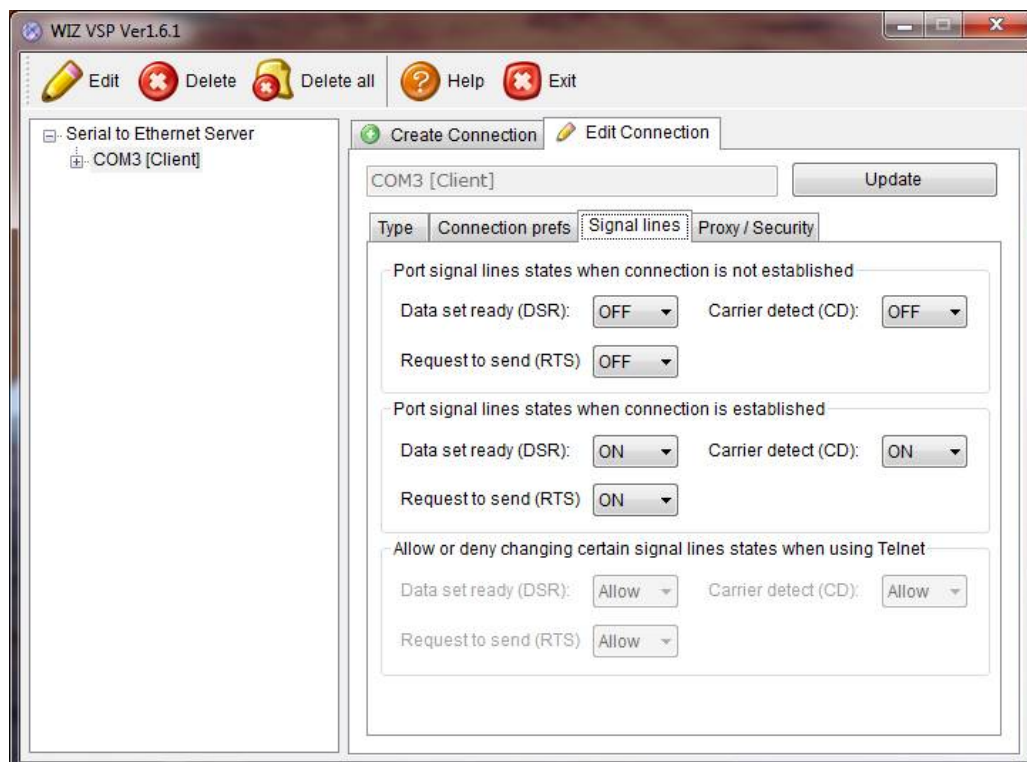 WIZ VSP Ver1.6.1
Edit Delete Delete all Help Exit
Serial to Ethernet Server
COM3 [Client]
Create Connection Edit Connection
COM3 [Client] Update
Type Connection prefs Signal lines Proxy / Security
Port signal lines states when connection is not established
Data set ready (DSR): OFF Carrier detect (CD): OFF
Request to send (RTS) OFF
Port signal lines states when connection is established
Data set ready (DSR): ON Carrier detect (CD): ON
Request to send (RTS) ON
Allow or deny changing certain signal lines states when using Telnet
Data set ready (DSR): Allow Carrier detect (CD): Allow
Request to send (RTS) Allow